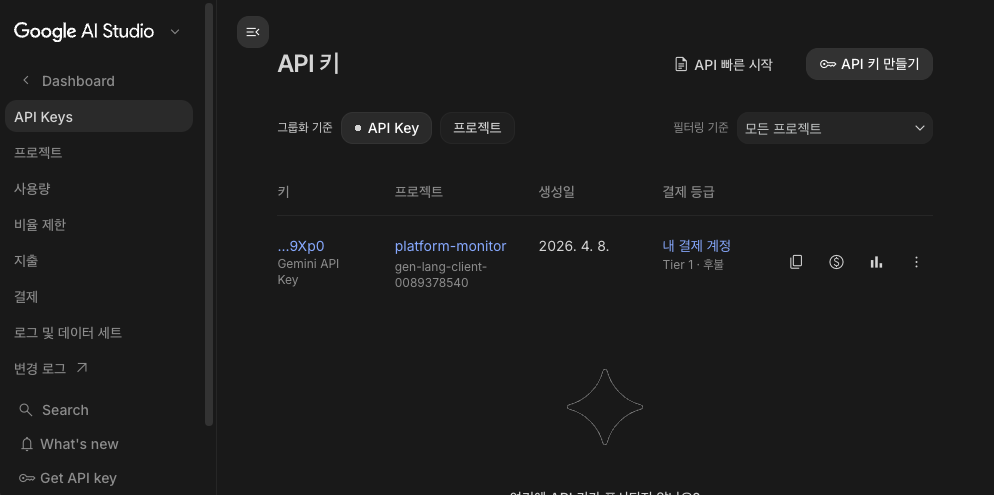 Google AI Studio
Dashboard
API Keys
프로젝트
사용량
비율 제한
지출
결제
로그 및 데이터 세트
변경 로그
Search
What's new
Get API key
API 키
API 빠른 시작
API 키 만들기
그룹화 기준
API Key
프로젝트
필터링 기준
모든 프로젝트
키
프로젝트
생성일
결제 등급
...9Xp0
Gemini API
Key
platform-monitor
gen-lang-client-
0089378540
2026. 4. 8.
내 결제 계정
Tier 1 · 후불